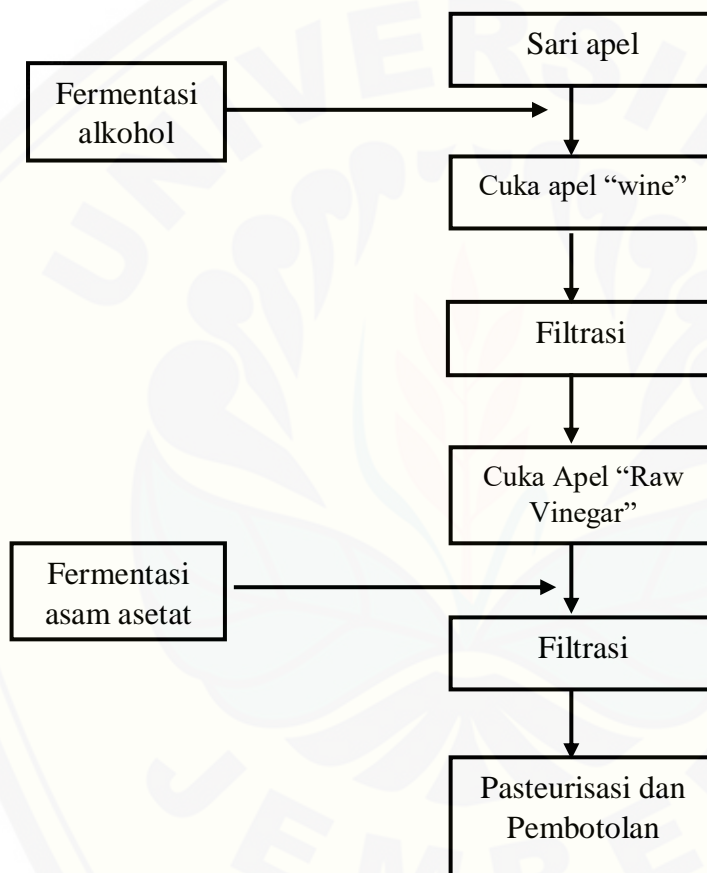 Sari apel
Fermentasi
alkohol
Cuka apel “wine”
Filtrasi
Cuka Apel “Raw
Vinegar”
Fermentasi
asam asetat
Filtrasi
Pasteurisasi dan
Pembotolan